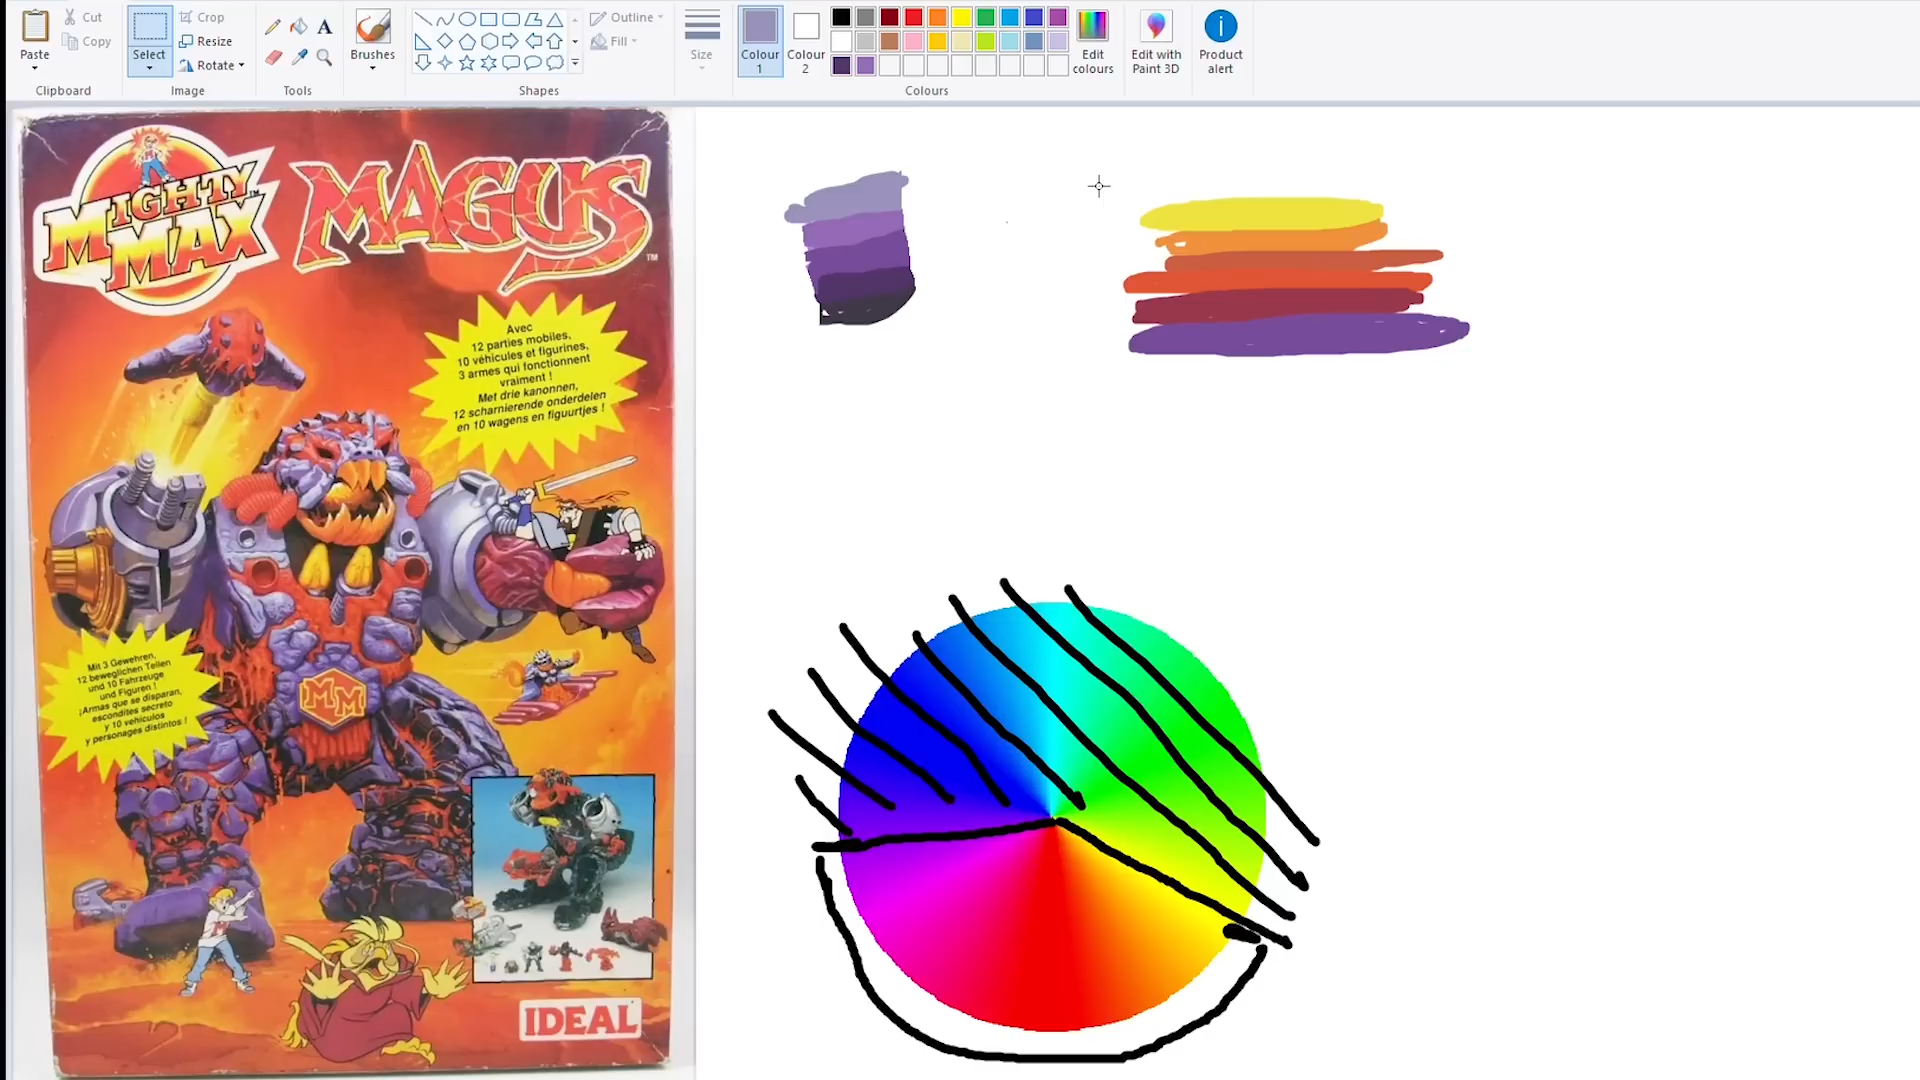 Paste
Cut
Copy
Clipboard
Select
Crop
Resize
Rotate
Image
A
Tools
Brushes
Shapes
Outline
Fill
Size
Colour
1
Colour
2
Edit
colours
Colours
Edit with
Paint 3D
Product
alert
MIGHTY
MAX
MAGUS
TM
Avec
12 parties mobiles,
10 véhicules et figurines,
3 armes qui fonctionnent
vraiment !
Met drie kanonnen,
12 scharnierende onderdelen
en 10 wagens en figuurtjes !
Mit 3 Gewehren,
12 beweglichen Teilen
und 10 Fahrzeuge
und Figuren !
¡Armas que se disparan,
escondites secreto
y 10 vehiculos
y personages distintos !
MM
M
IDEAL